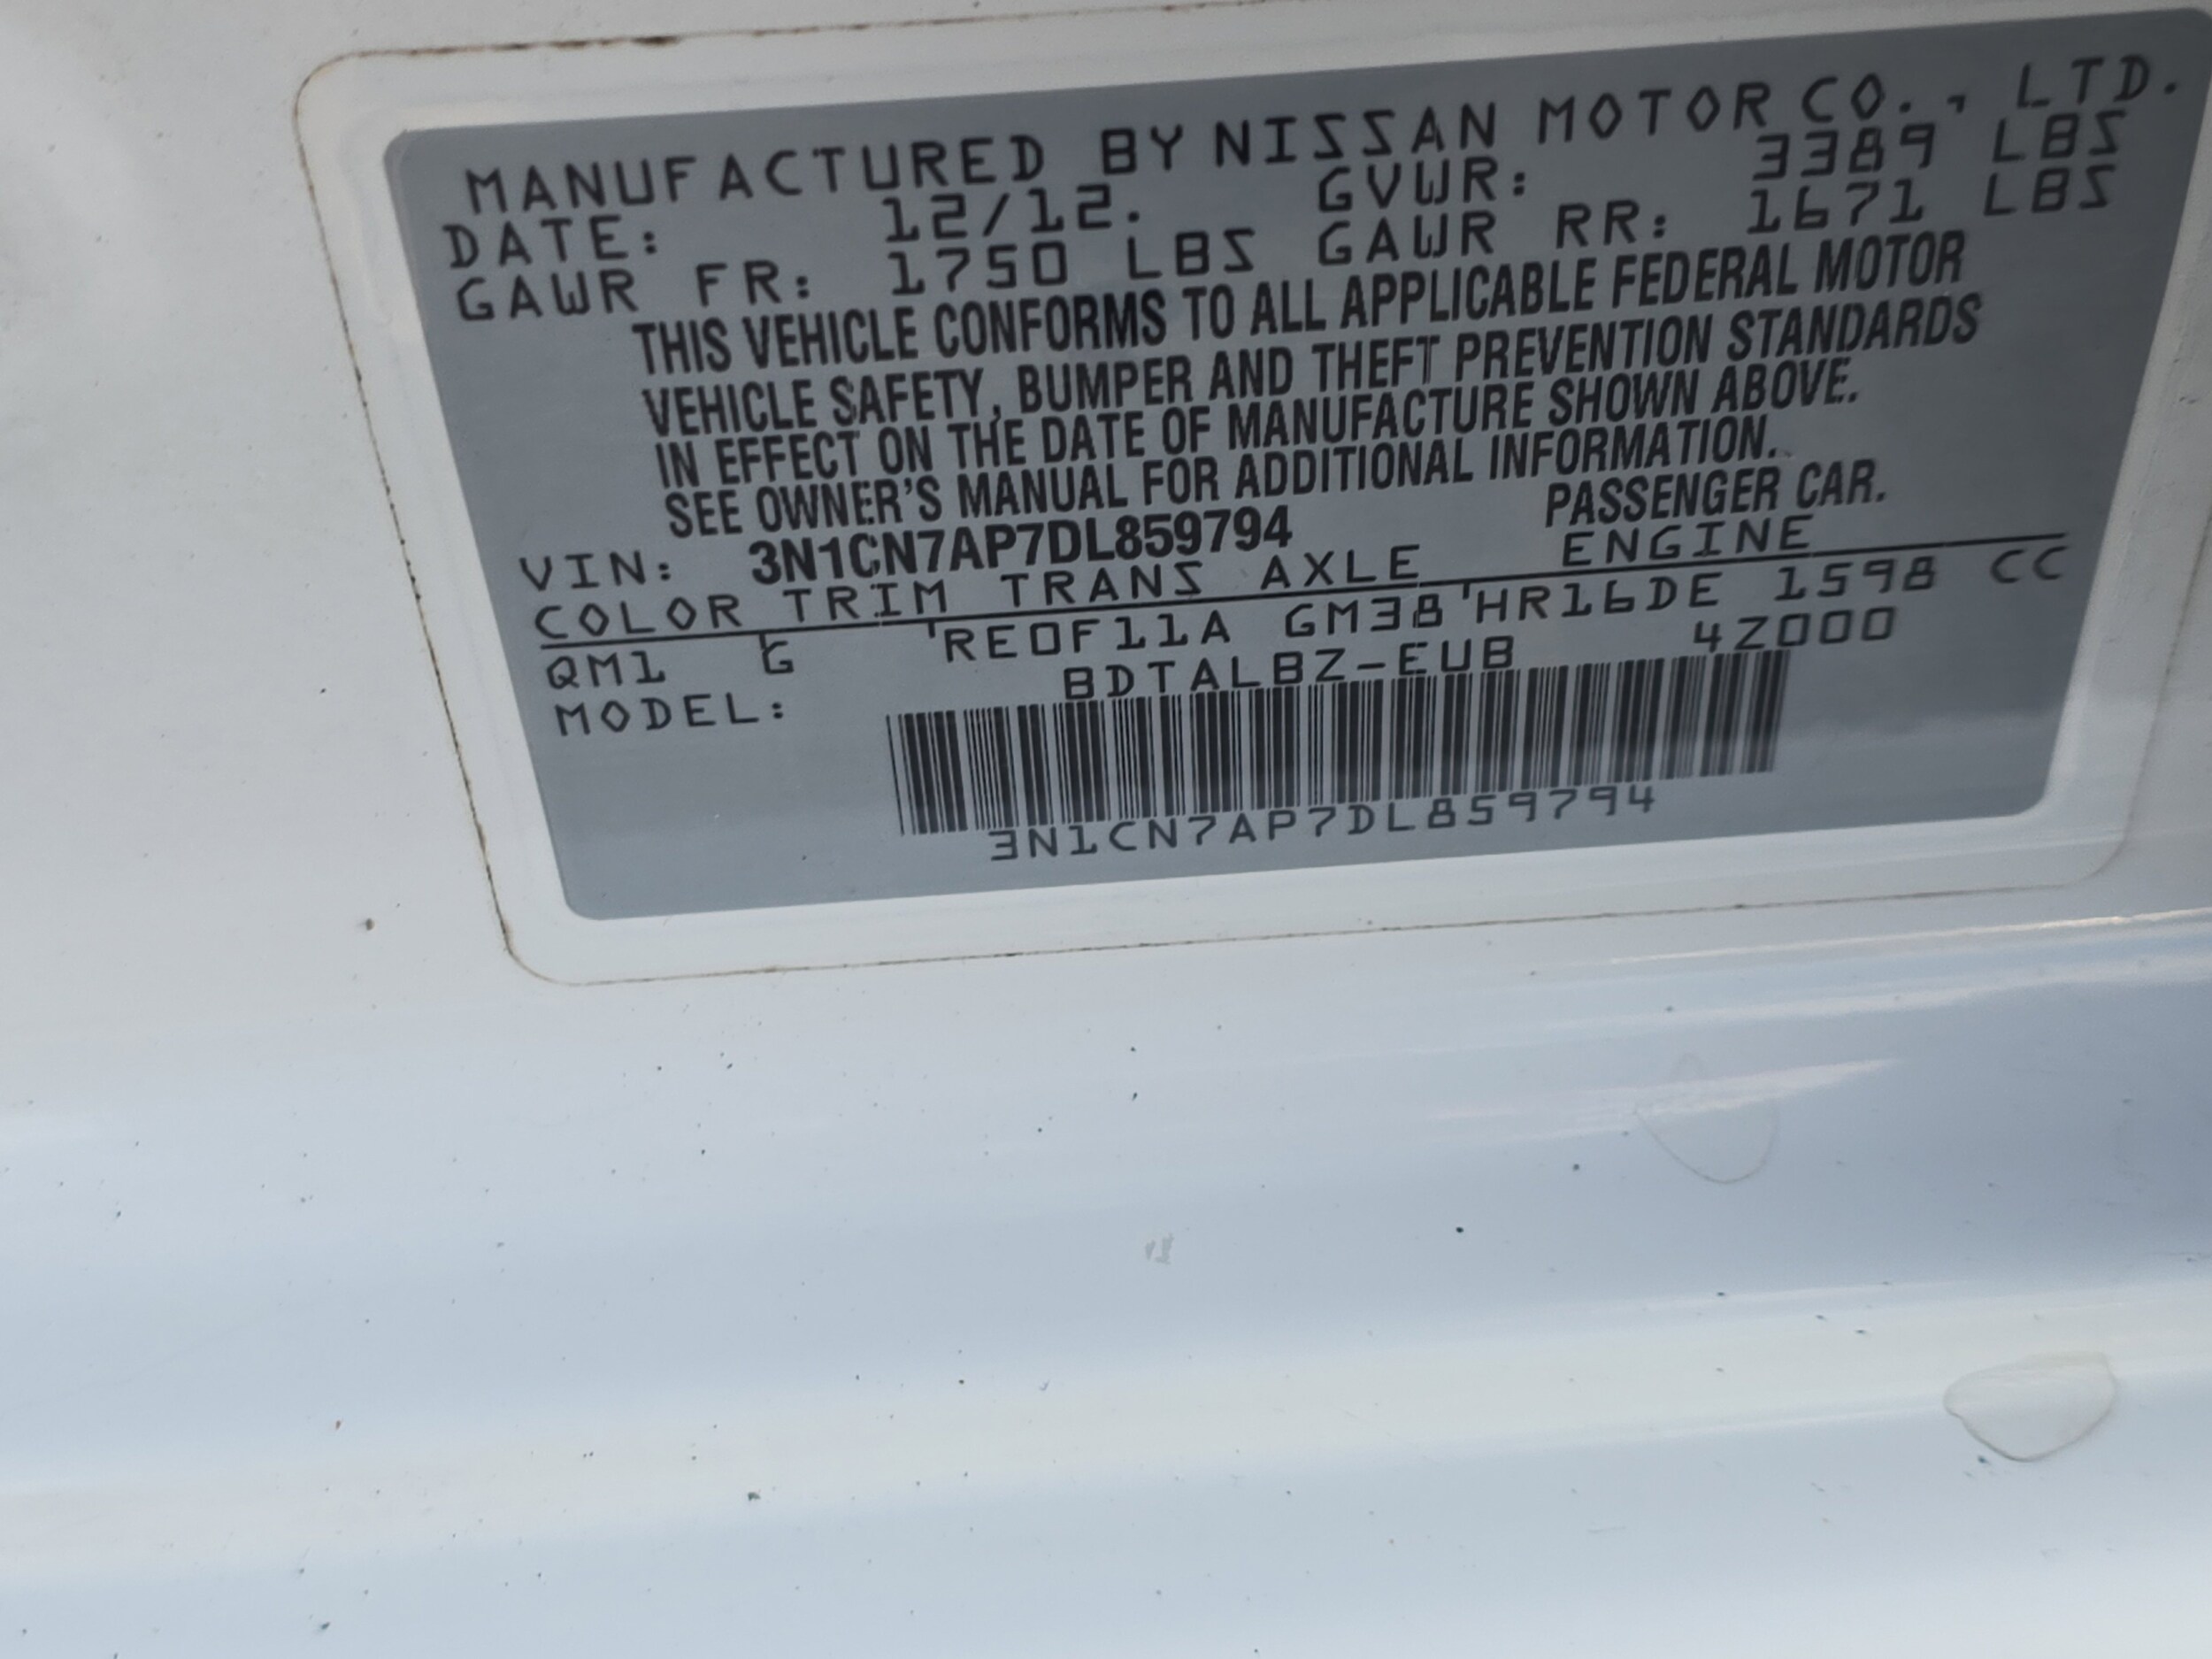 MANUFACTURED BY NISSAN MOTOR CO., LTD.
DATE: 12/12. GVWR: 3389 LBS
GAWR FR: 1750 LBS GAWR RR: 1671 LBS
THIS VEHICLE CONFORMS TO ALL APPLICABLE FEDERAL MOTOR
VEHICLE SAFETY, BUMPER AND THEFT PREVENTION STANDARDS
IN EFFECT ON THE DATE OF MANUFACTURE SHOWN ABOVE.
SEE OWNER'S MANUAL FOR ADDITIONAL INFORMATION.
VIN: 3N1CN7AP7DL859794 PASSENGER CAR.
COLOR TRIM TRANS AXLE ENGINE
QM1 G RE0F11A GM38 HR16DE 1598 CC
MODEL: BDTALBZ-EUB 4Z000
3N1CN7AP7DL859794